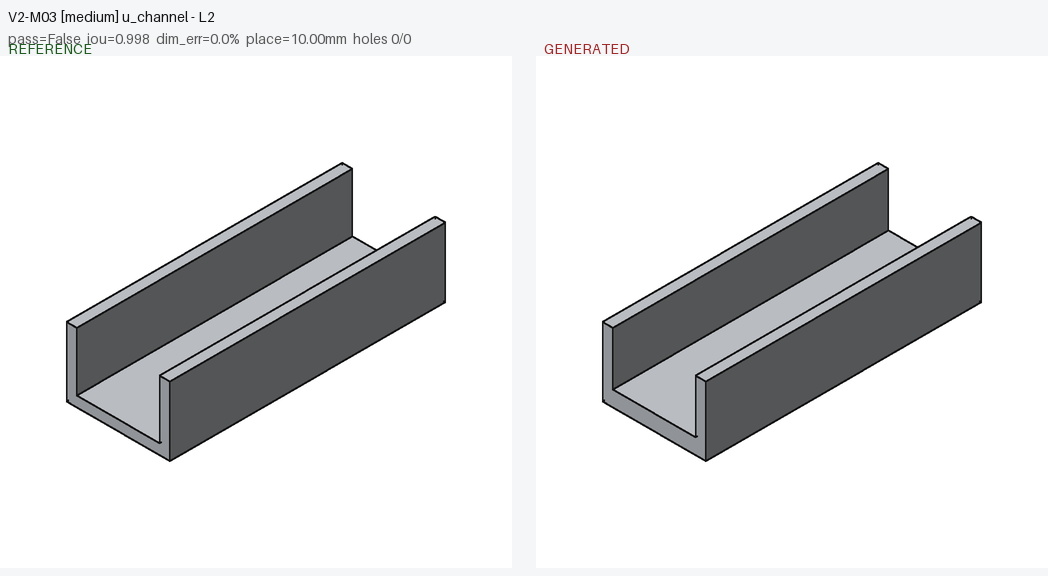 V2-M03 [medium] u_channel - L2
pass=False iou=0.998 dim_err=0.0% place=10.00mm holes 0/0
REFERENCE
GENERATED